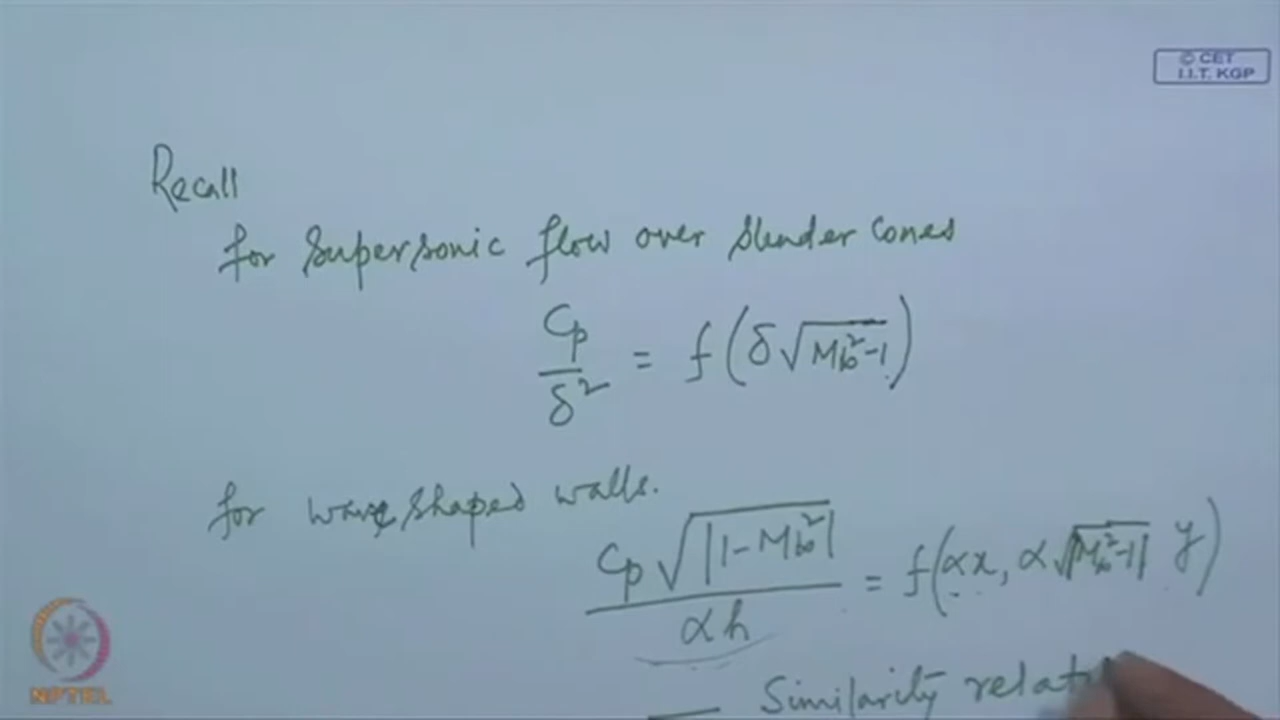 © CET
I.I.T. KGP
Recall
for supersonic flow over slender cones
Cp/δ² = f(δ√(M∞²-1))
for wave shaped walls.
Cp√|1-M∞²| / αh = f(αx, α√|M∞²-1| y)
— Similarity relat
NPTEL